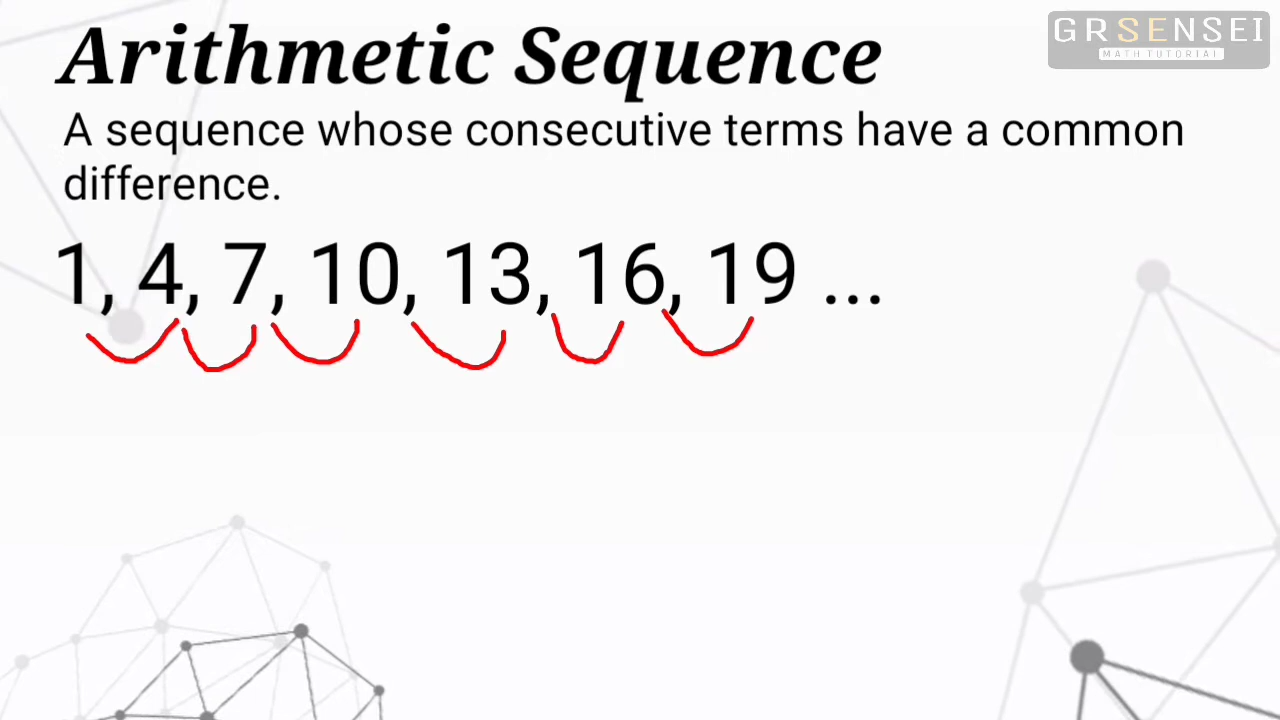 Arithmetic Sequence
GRSENSEI
MATH TUTORIAL
A sequence whose consecutive terms have a common
difference.
1, 4, 7, 10, 13, 16, 19 ...